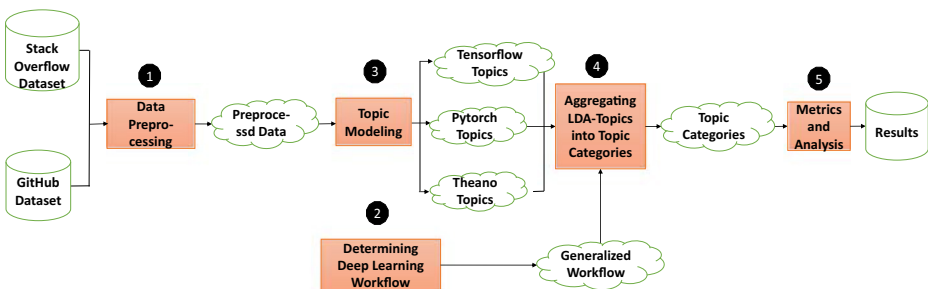 Stack
Overflow
Dataset
GitHub
Dataset
1
Data
Prepro-
cessing
Preproce-
ssd Data
3
Topic
Modeling
Tensorflow
Topics
Pytorch
Topics
Theano
Topics
2
Determining
Deep Learning
Workflow
Generalized
Workflow
4
Aggregating
LDA-Topics
into Topic
Categories
Topic
Categories
5
Metrics
and
Analysis
Results